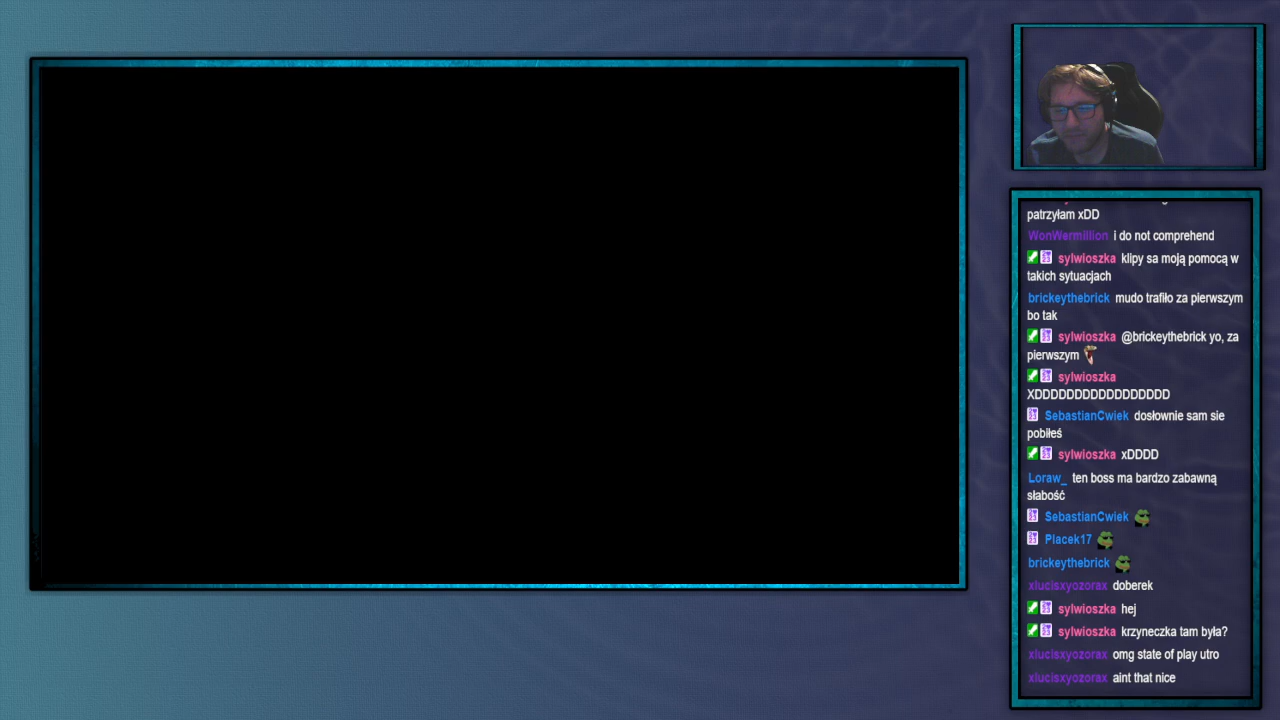 patrzyłam xDD
WonWermillion i do not comprehend
sylwioszka klipy sa moją pomocą w
takich sytuacjach
brickeythebrick mudo trafiło za pierwszym
bo tak
sylwioszka @brickeythebrick yo, za
pierwszym
sylwioszka
XDDDDDDDDDDDDDDDDD
SebastianCwiek dosłownie sam sie
pobiłeś
sylwioszka xDDDD
Loraw_ ten boss ma bardzo zabawną
słabość
SebastianCwiek
Placek17
brickeythebrick
xlucisxyozorax doberek
sylwioszka hej
sylwioszka krzyneczka tam była?
xlucisxyozorax omg state of play utro
xlucisxyozorax aint that nice